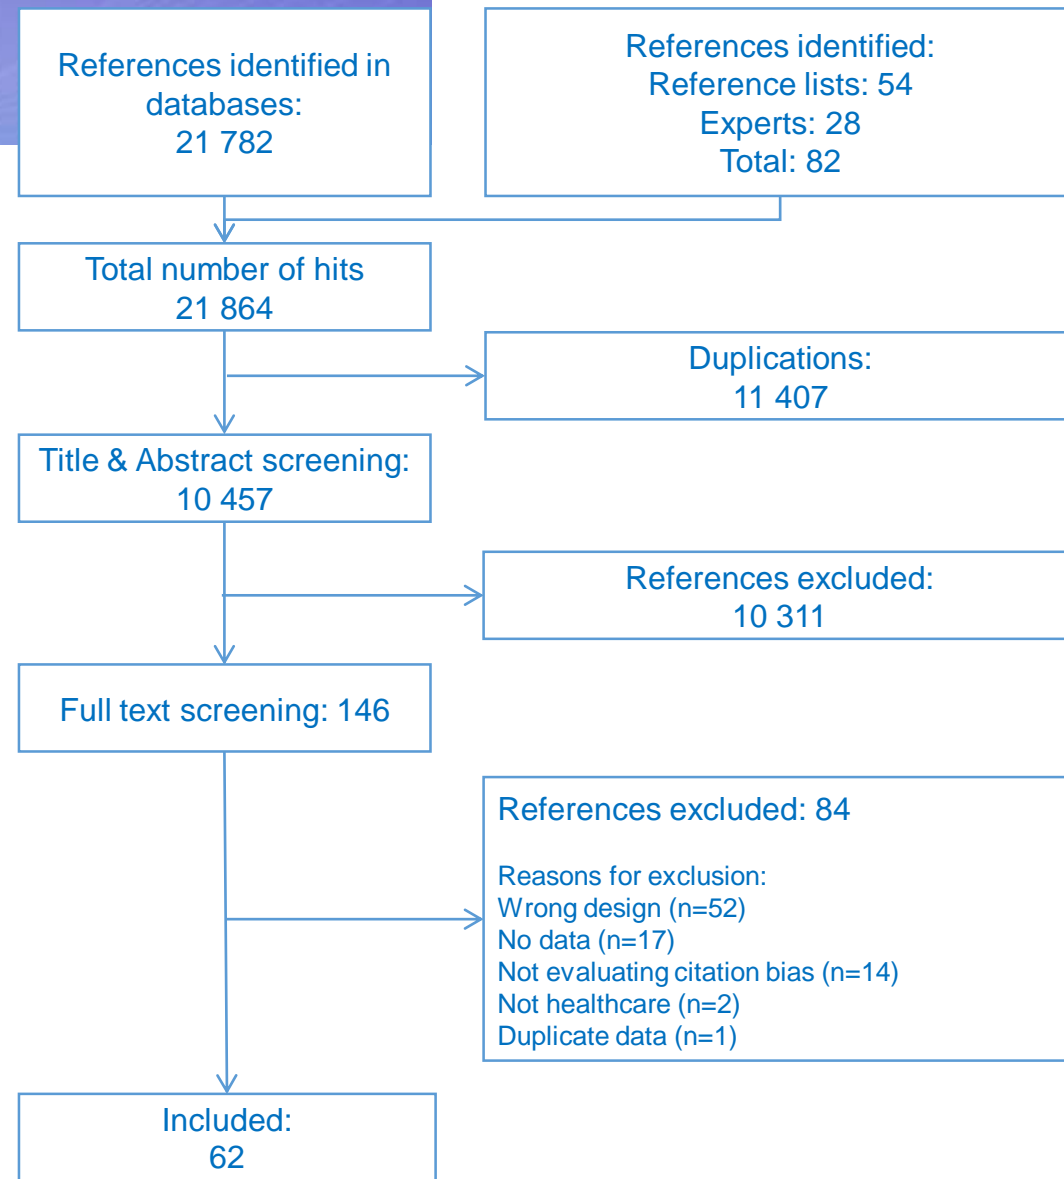 References identified in
databases:
21 782
References identified:
Reference lists: 54
Experts: 28
Total: 82
Total number of hits
21 864
Duplications:
11 407
Title & Abstract screening:
10 457
References excluded:
10 311
Full text screening: 146
References excluded: 84
Reasons for exclusion:
Wrong design (n=52)
No data (n=17)
Not evaluating citation bias (n=14)
Not healthcare (n=2)
Duplicate data (n=1)
Included:
62